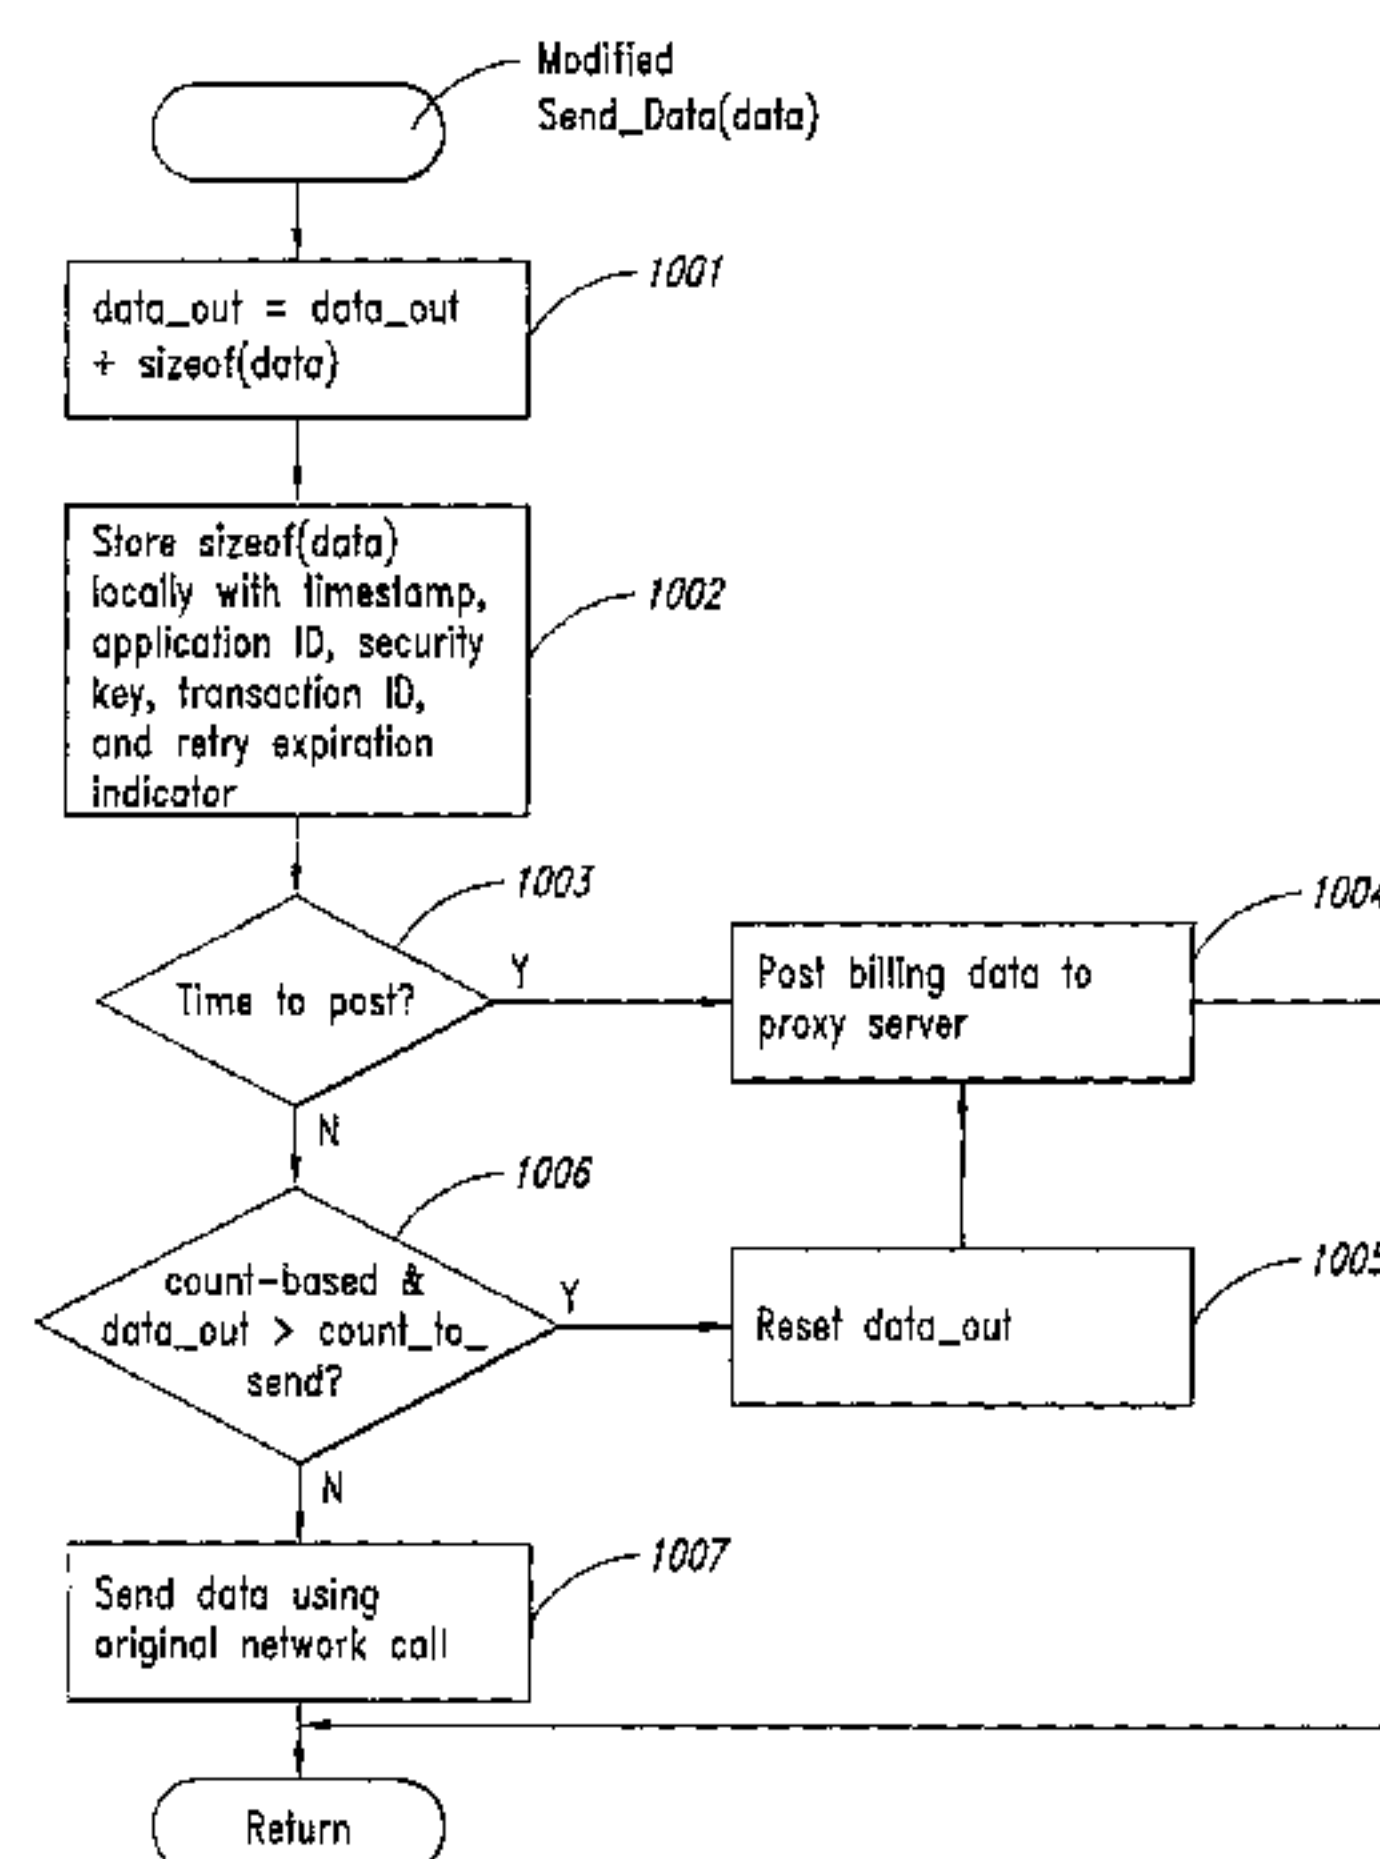 Modified
Send_Data(data)
1001
data_out = data_out
+ sizeof(data)
1002
Store sizeof(data)
locally with timestamp,
application ID, security
key, transaction ID,
and retry expiration
indicator
1003
Time to post?
Y
N
1004
Post billing data to
proxy server
1006
count-based &
data_out > count_to_
send?
Y
N
1005
Reset data_out
1007
Send data using
original network call
Return